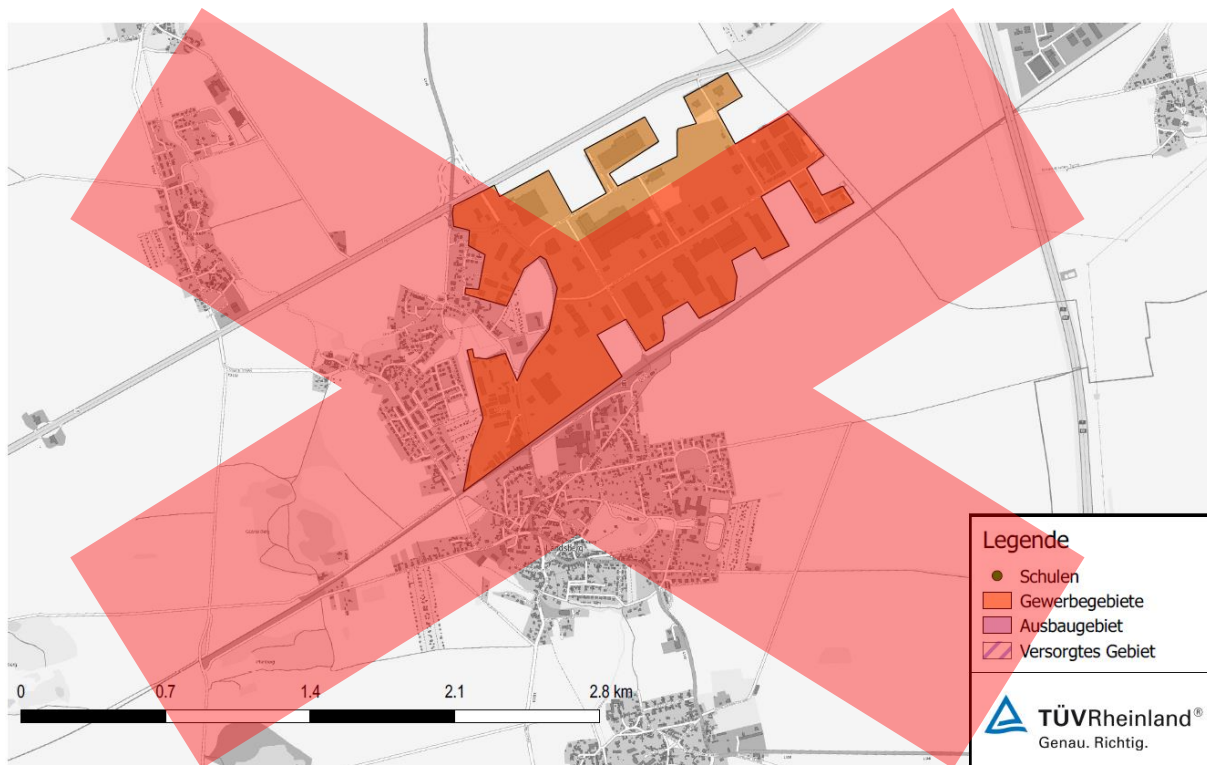 Landsberg
0 0.7 1.4 2.1 2.8 km
Legende
Schulen
Gewerbegebiete
Ausbaugebiet
Versorgtes Gebiet
TÜVRheinland®
Genau. Richtig.